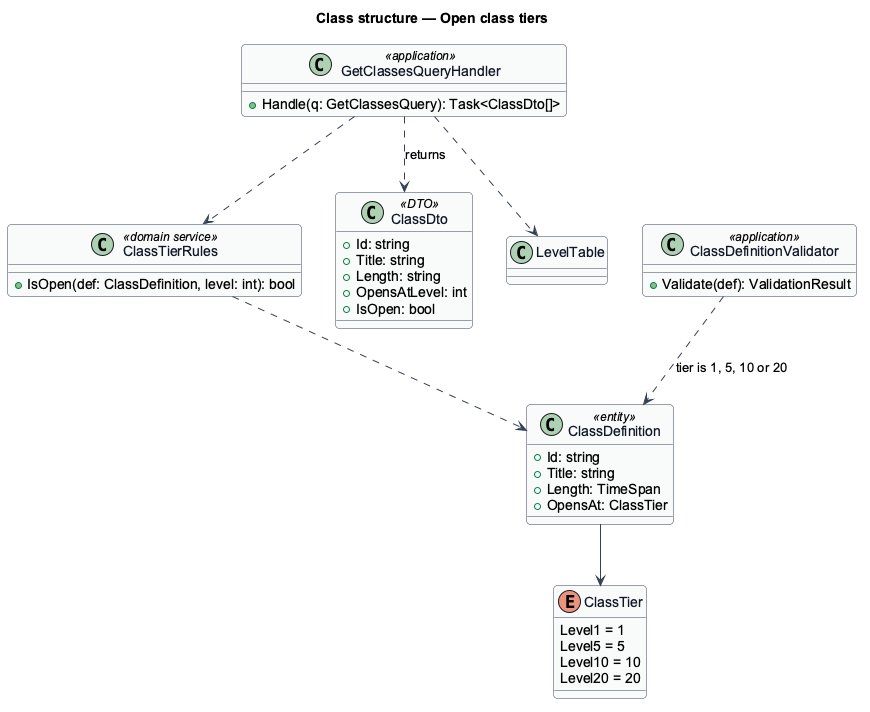 Class structure — Open class tiers
«application»
C
GetClassesQueryHandler
Handle(q: GetClassesQuery): Task<ClassDto[]>
returns
«domain service»
C
ClassTierRules
IsOpen(def: ClassDefinition, level: int): bool
«DTO»
C
ClassDto
Id: string
Title: string
Length: string
OpensAtLevel: int
IsOpen: bool
C
LevelTable
«application»
C
ClassDefinitionValidator
Validate(def): ValidationResult
tier is 1, 5, 10 or 20
«entity»
C
ClassDefinition
Id: string
Title: string
Length: TimeSpan
OpensAt: ClassTier
E
ClassTier
Level1 = 1
Level5 = 5
Level10 = 10
Level20 = 20